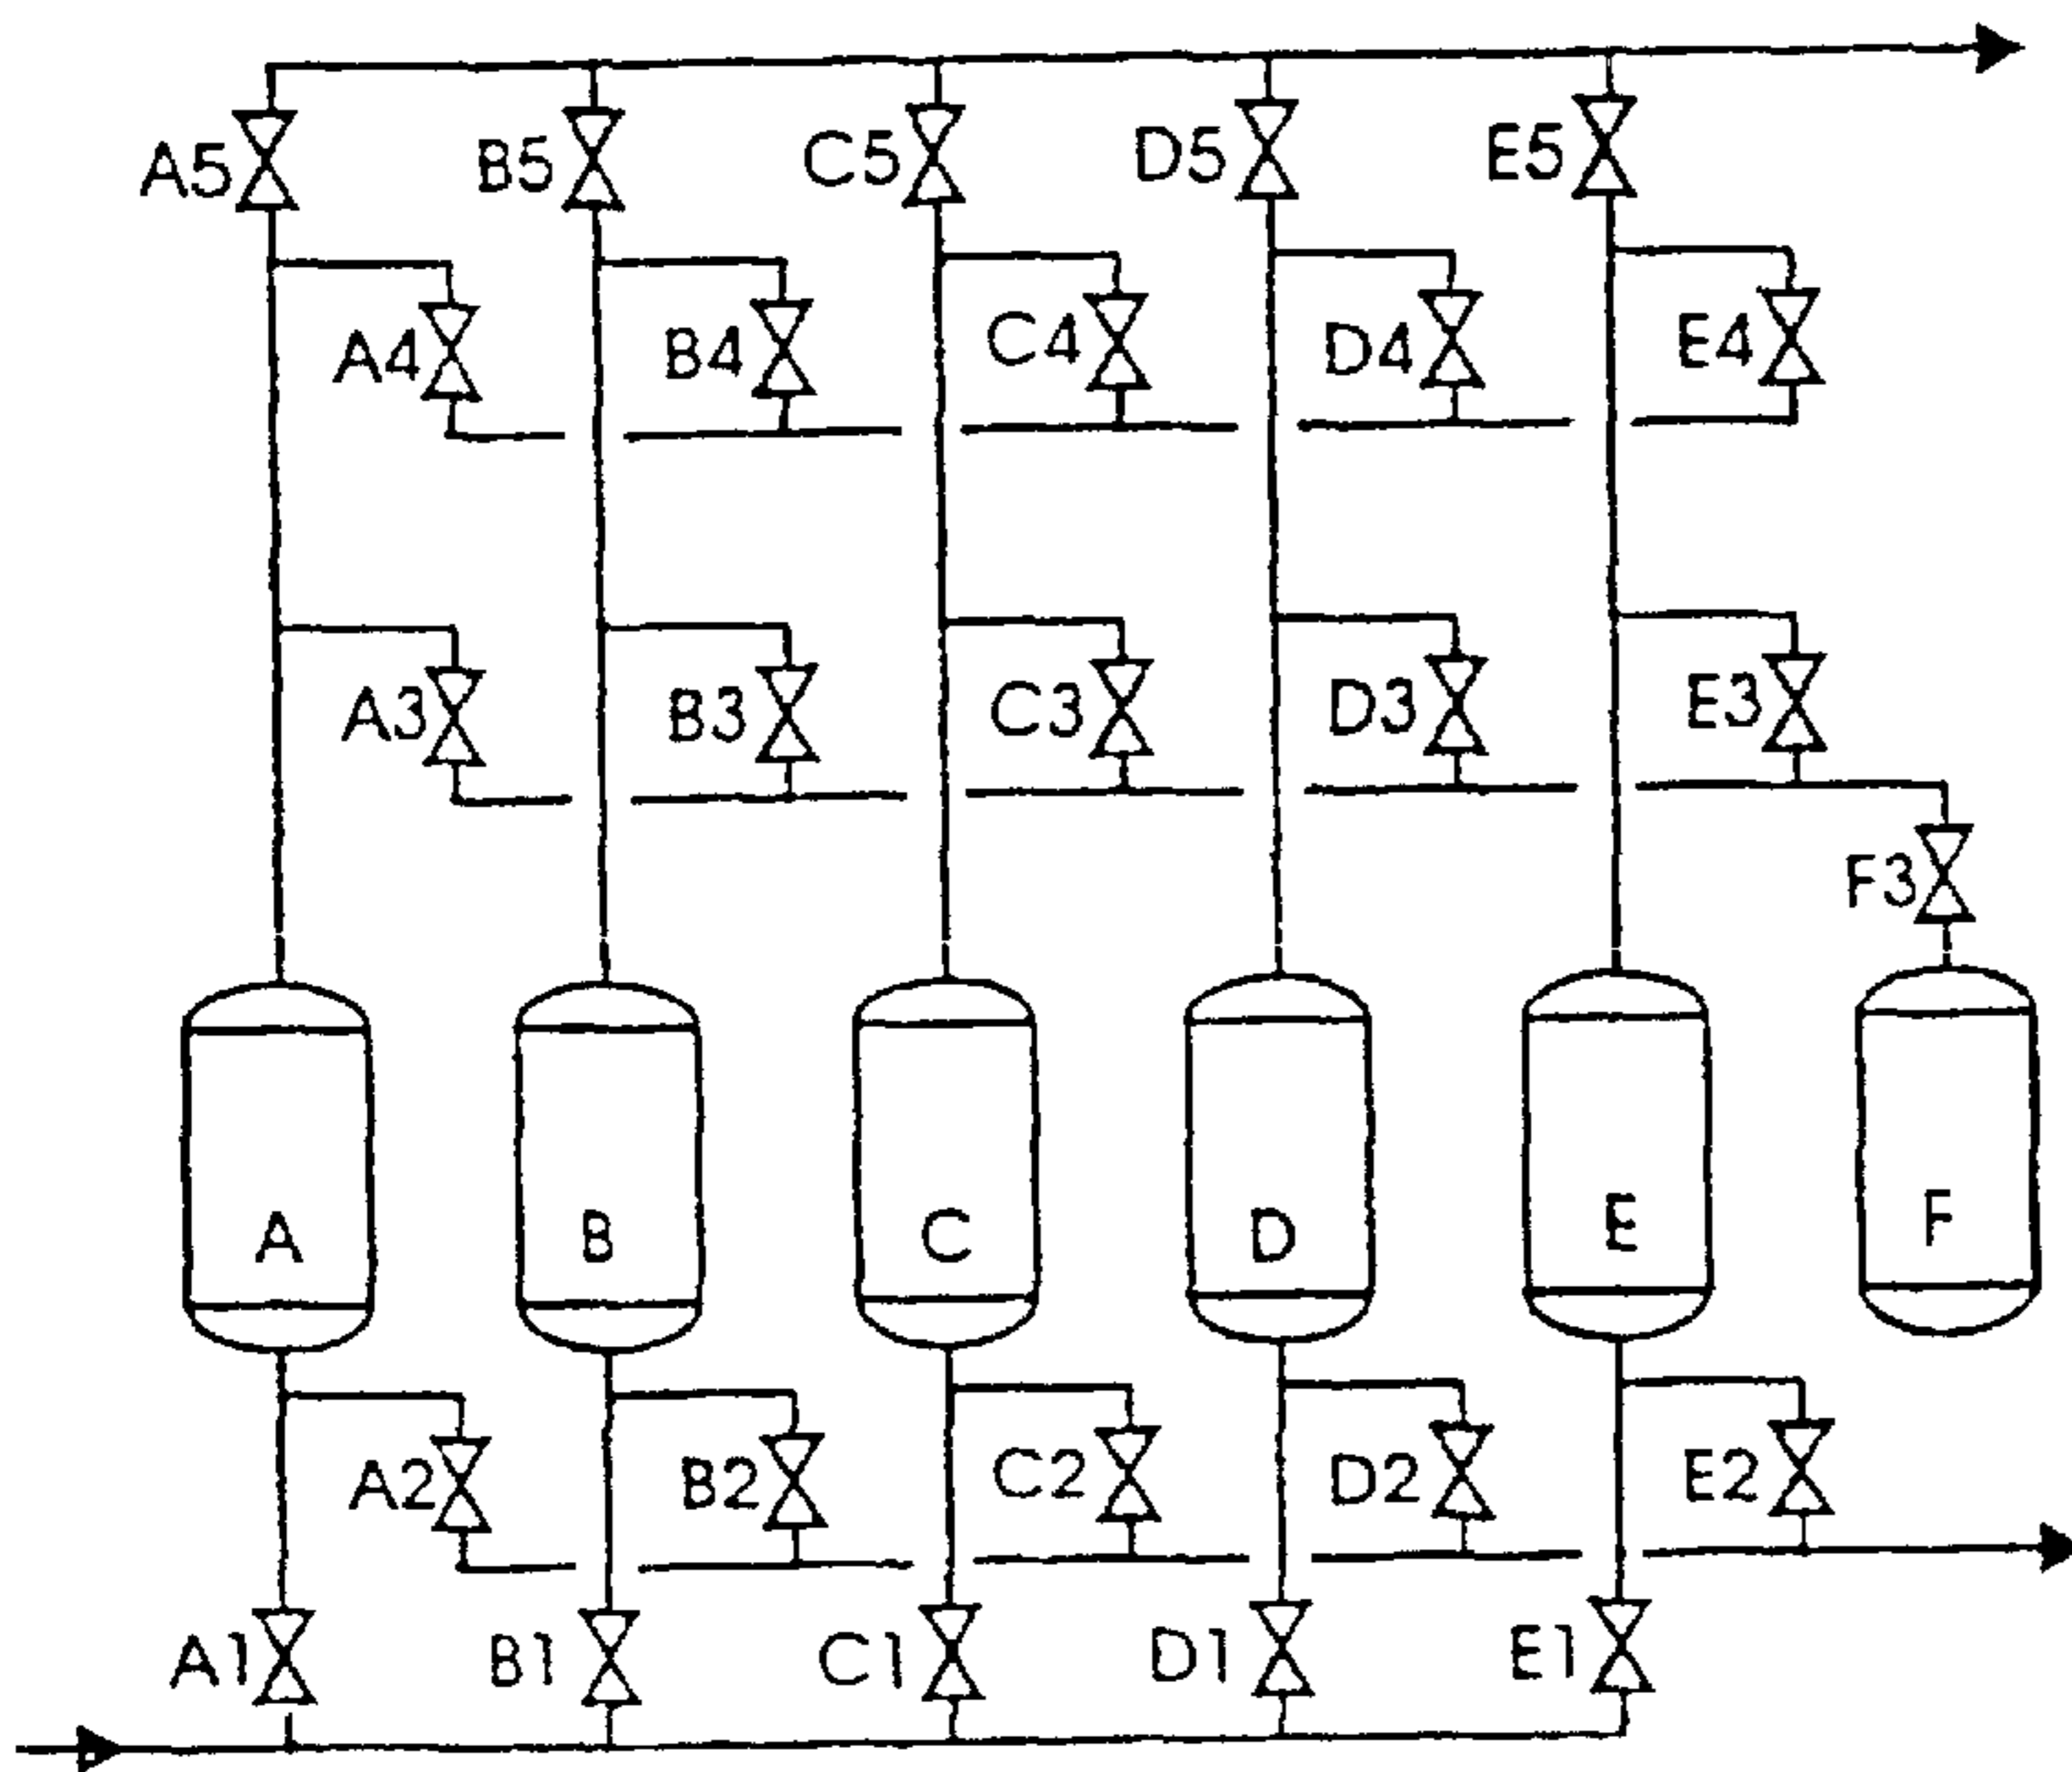 A5 B5 C5 D5 E5
A4 B4 C4 D4 E4
A3 B3 C3 D3 E3
F3
A B C D E F
A2 B2 C2 D2 E2
A1 B1 C1 D1 E1